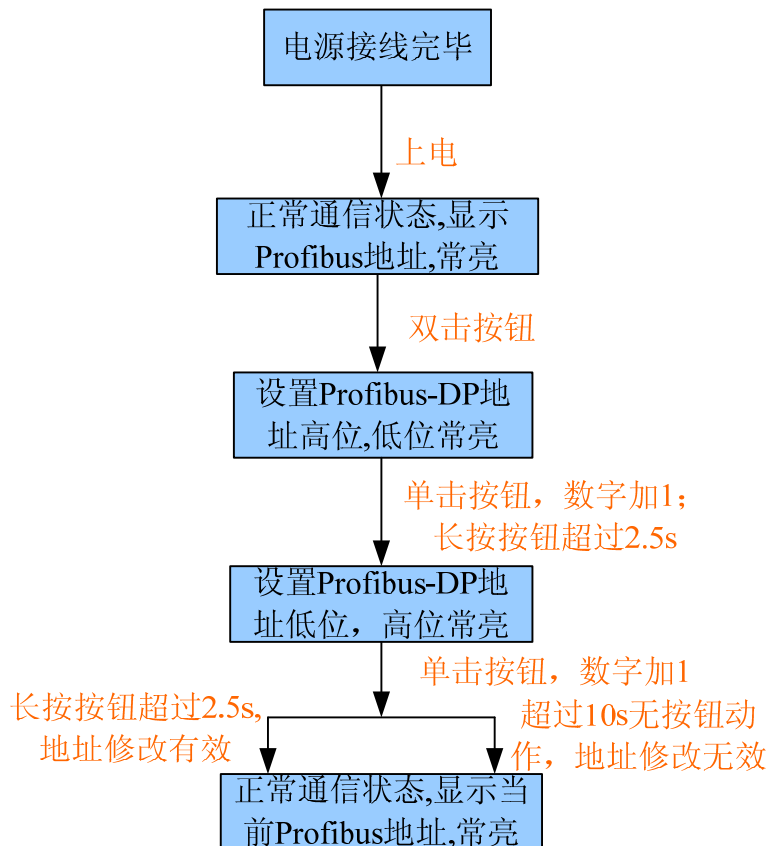 电源接线完毕
上电
正常通信状态,显示
Profibus地址,常亮
双击按钮
设置Profibus-DP地
址高位,低位常亮
单击按钮，数字加1；
长按按钮超过2.5s
设置Profibus-DP地
址低位，高位常亮
单击按钮，数字加1
长按按钮超过2.5s,
地址修改有效
超过10s无按钮动
作，地址修改无效
正常通信状态,显示当
前Profibus地址,常亮